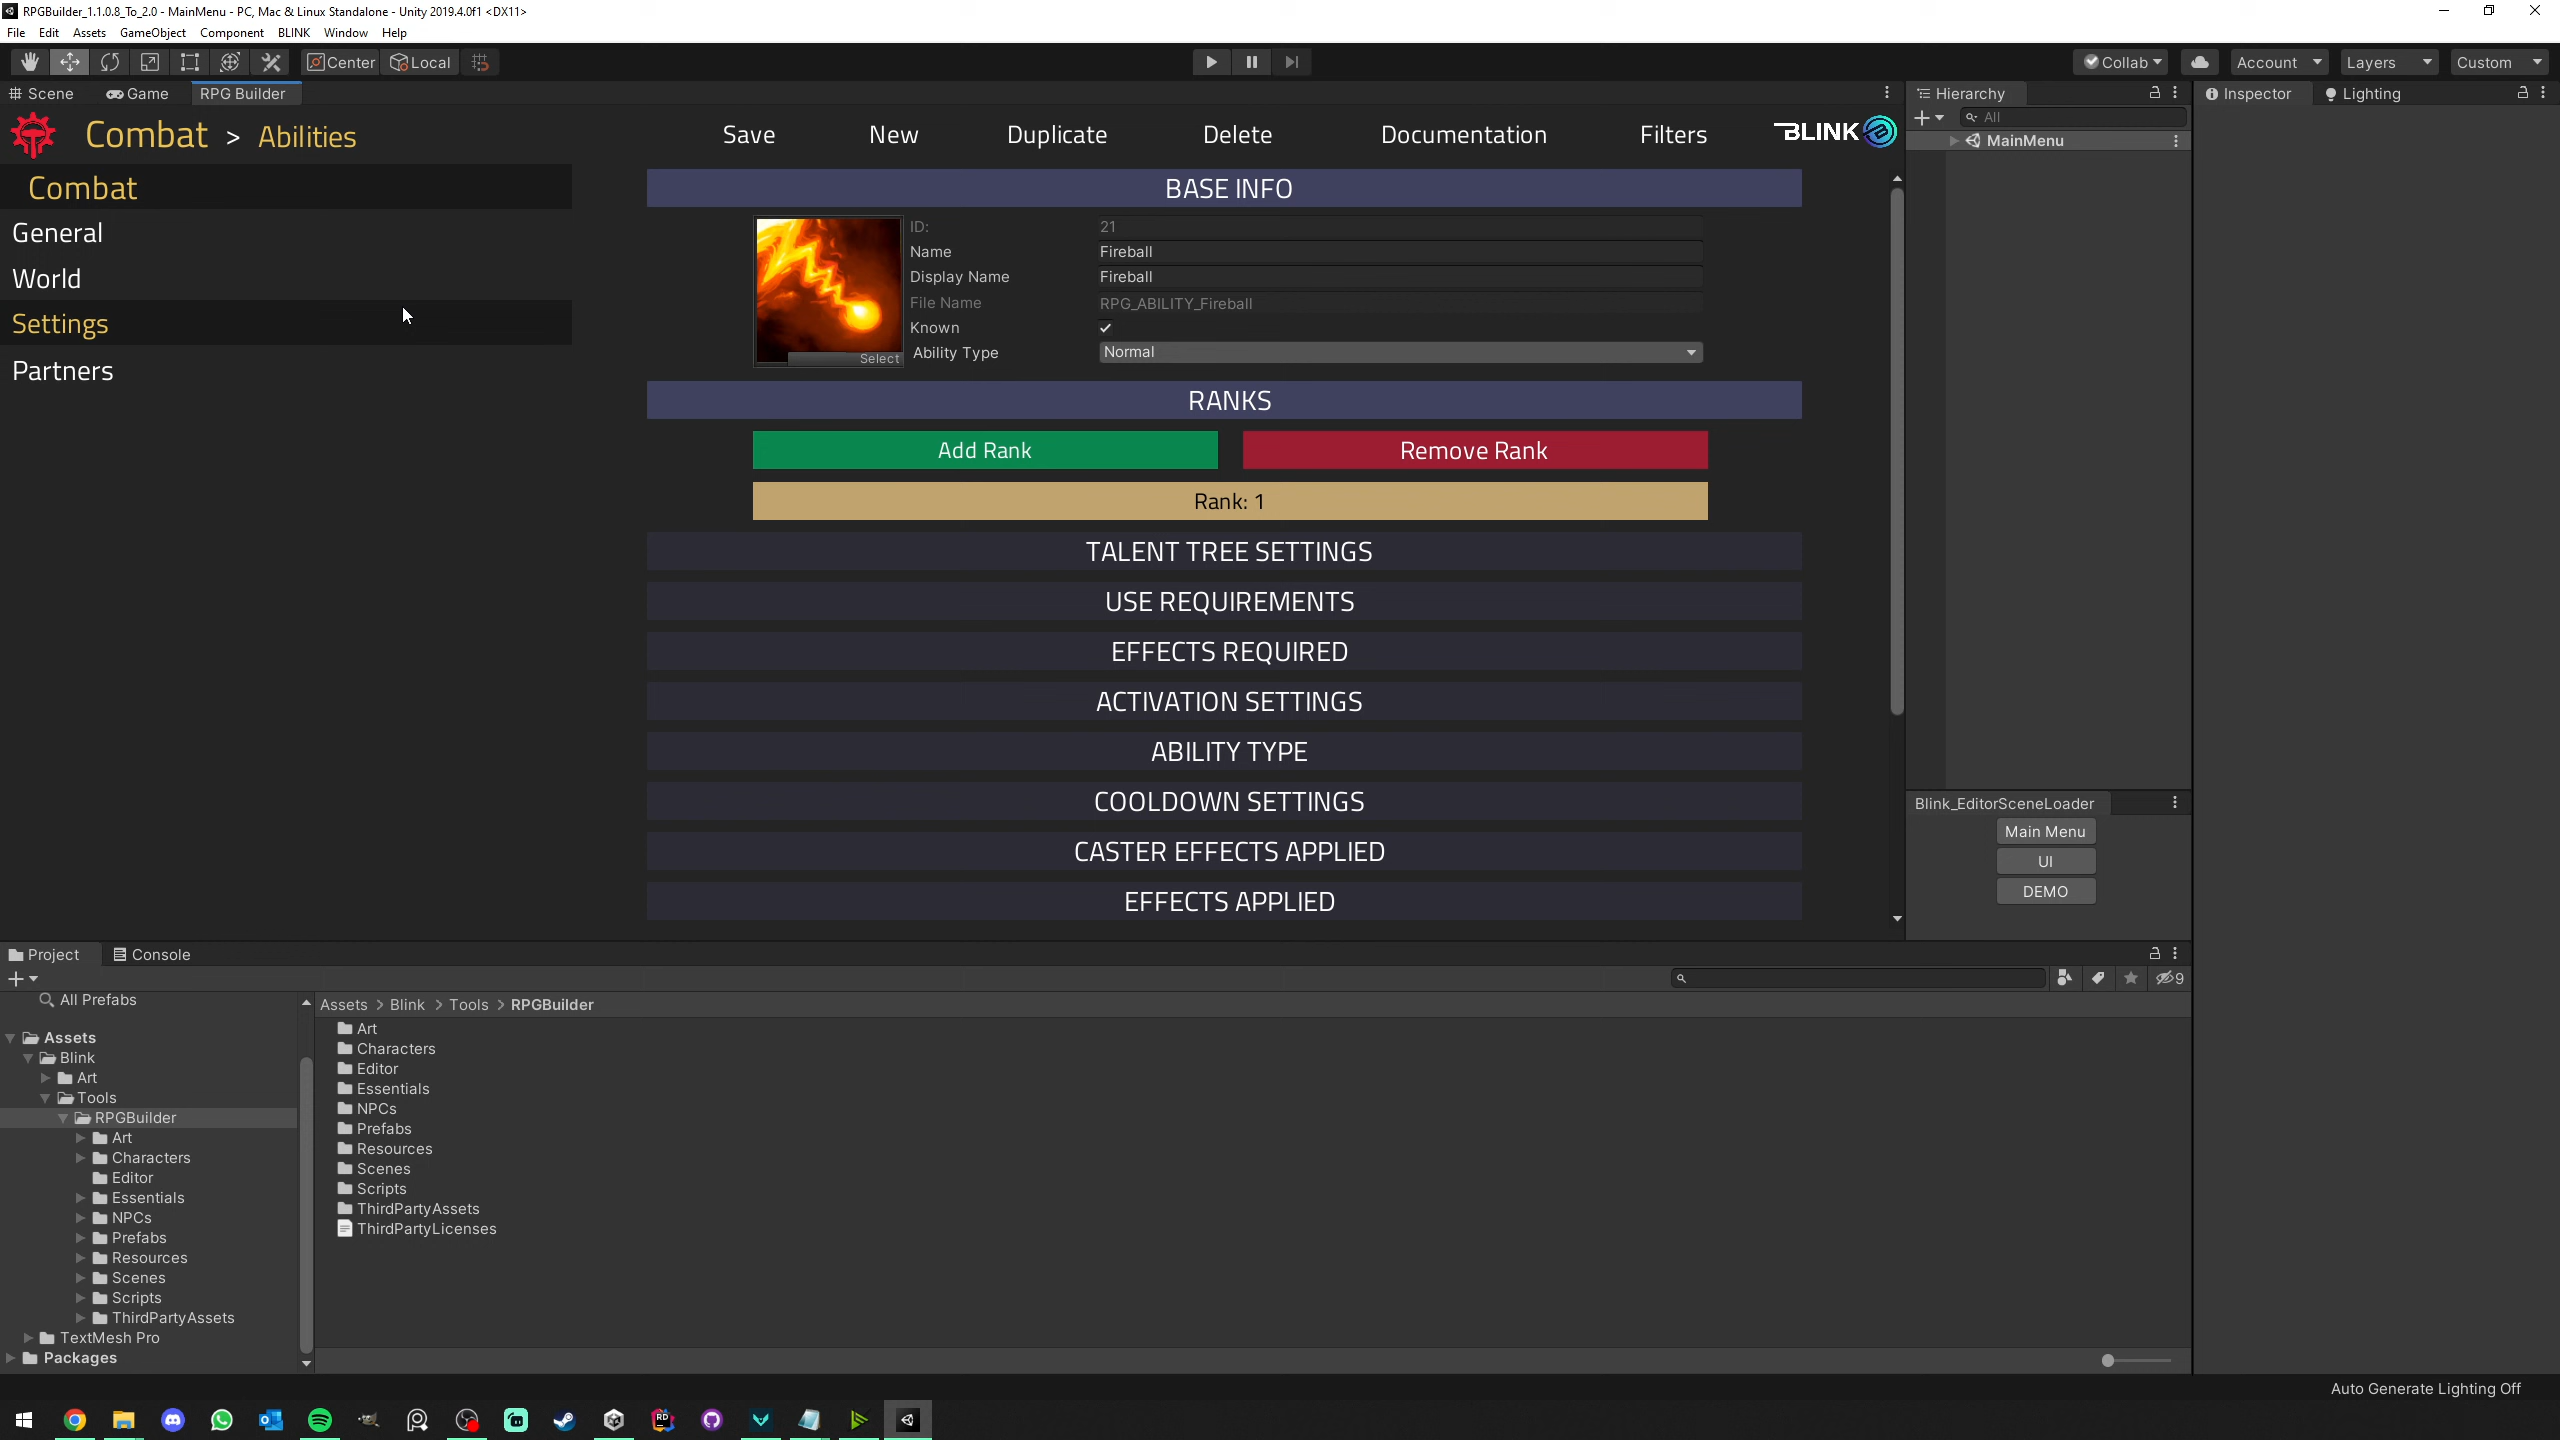 RPGBuilder_1.1.0.8_To_2.0 - MainMenu - PC, Mac & Linux Standalone - Unity 2019.4.0f1 <DX11>
File Edit Assets GameObject Component BLINK Window Help
Center Local Collab Account Layers Custom
Scene Game RPG Builder
Combat > Abilities
Save New Duplicate Delete Documentation Filters BLINK
Combat
General
World
Settings
Partners
BASE INFO
ID: 21
Name Fireball
Display Name Fireball
File Name RPG_ABILITY_Fireball
Known
Select
Ability Type Normal
RANKS
Add Rank Remove Rank
Rank: 1
TALENT TREE SETTINGS
USE REQUIREMENTS
EFFECTS REQUIRED
ACTIVATION SETTINGS
ABILITY TYPE
COOLDOWN SETTINGS
CASTER EFFECTS APPLIED
EFFECTS APPLIED
Hierarchy
All
MainMenu
Blink_EditorSceneLoader
Main Menu
UI
DEMO
Inspector Lighting
Project Console
9
All Prefabs
Assets
Blink
Art
Tools
RPGBuilder
Art
Characters
Editor
Essentials
NPCs
Prefabs
Resources
Scenes
Scripts
ThirdPartyAssets
TextMesh Pro
Packages
Assets > Blink > Tools > RPGBuilder
Art
Characters
Editor
Essentials
NPCs
Prefabs
Resources
Scenes
Scripts
ThirdPartyAssets
ThirdPartyLicenses
Auto Generate Lighting Off
RD